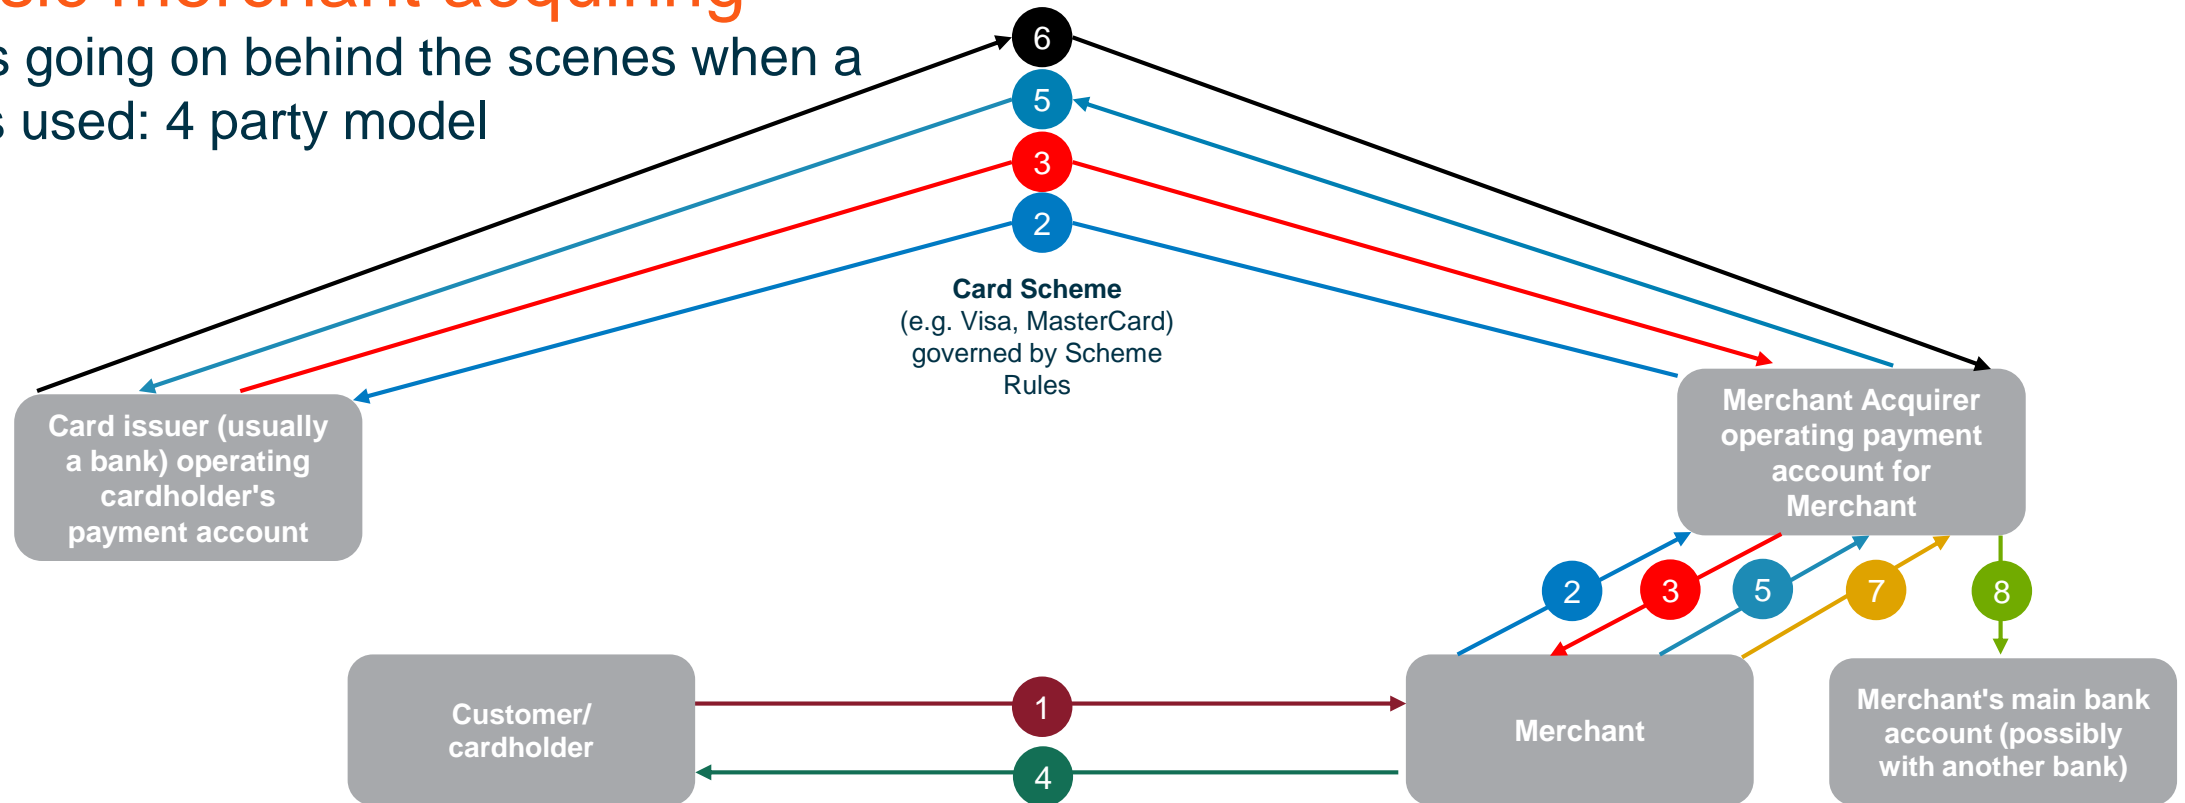 merchant acquiring
going on behind the scenes when a
used: 4 party model
6
5
3
2
Card Scheme
(e.g. Visa, MasterCard)
governed by Scheme
Rules
Card issuer (usually
a bank) operating
cardholder's
payment account
Merchant Acquirer
operating payment
account for
Merchant
2
3
5
7
8
Customer/
cardholder
1
4
Merchant
Merchant's main bank
account (possibly
with another bank)